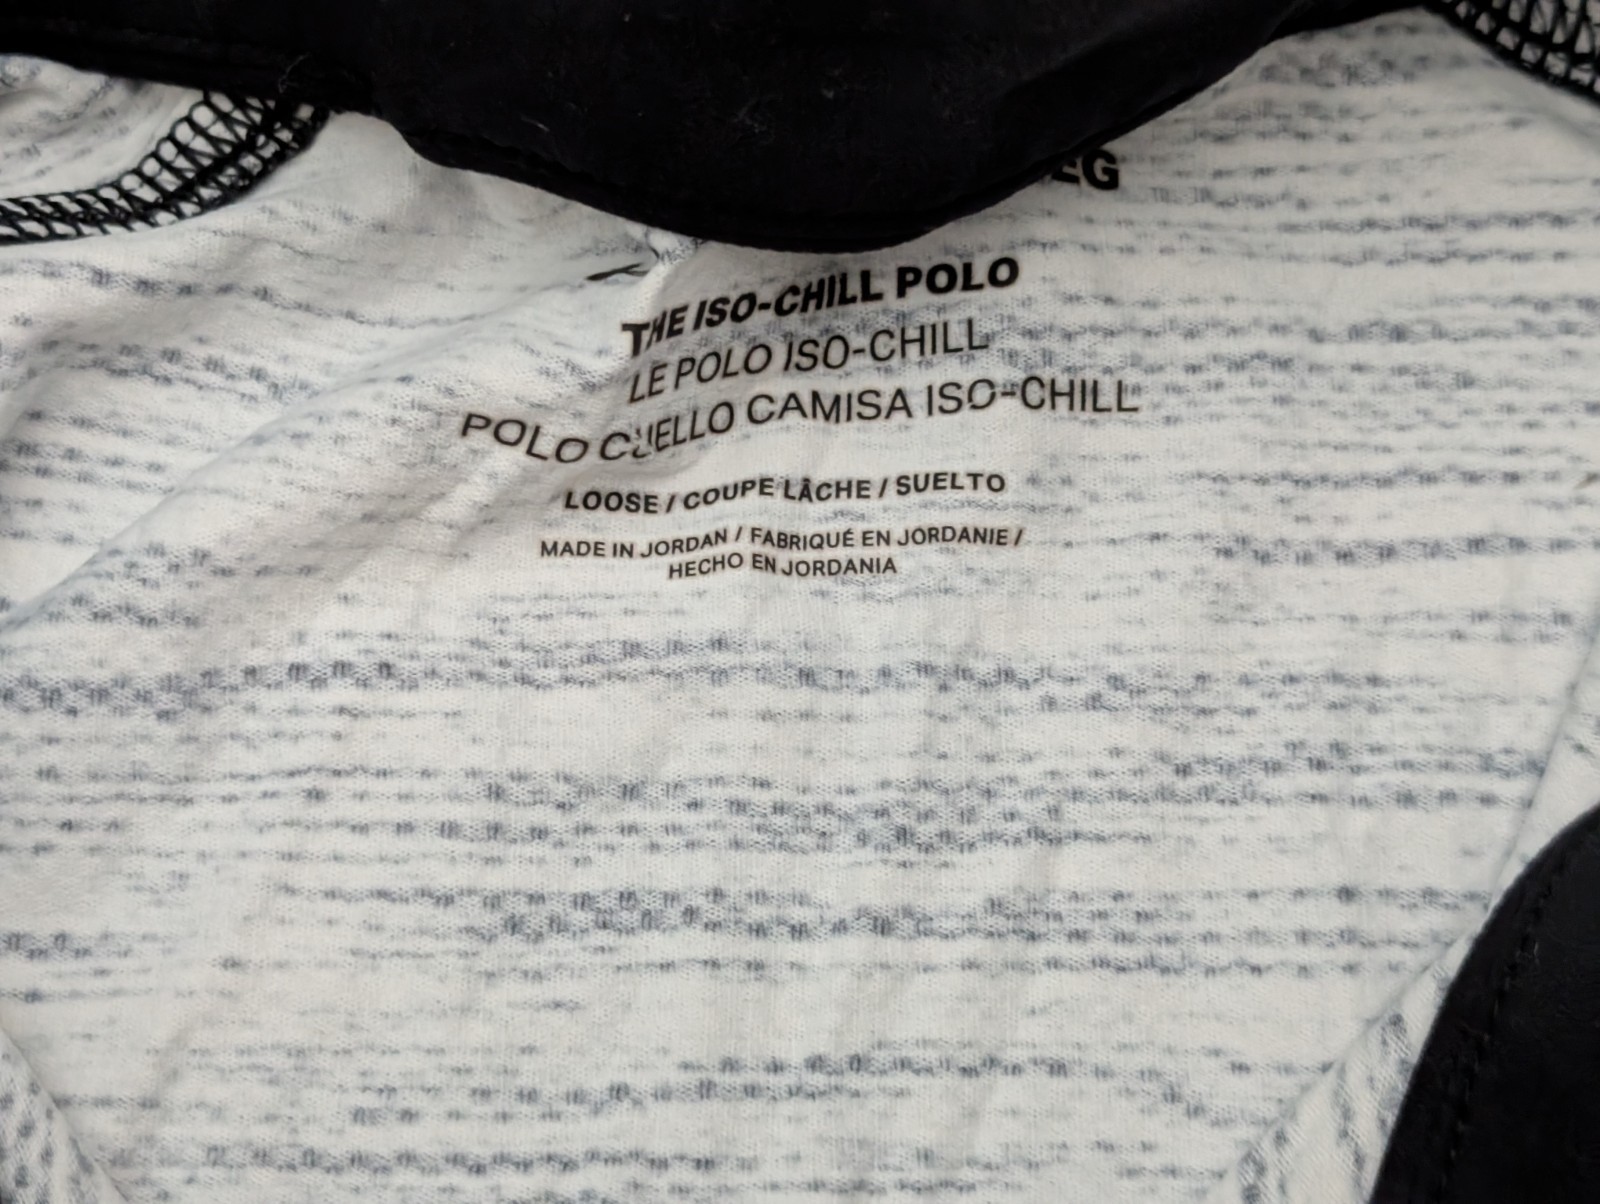 EG
THE ISO-CHILL POLO
LE POLO ISO-CHILL
POLO CUELLO CAMISA ISO-CHILL
LOOSE / COUPE LÂCHE / SUELTO
MADE IN JORDAN / FABRIQUÉ EN JORDANIE /
HECHO EN JORDANIA